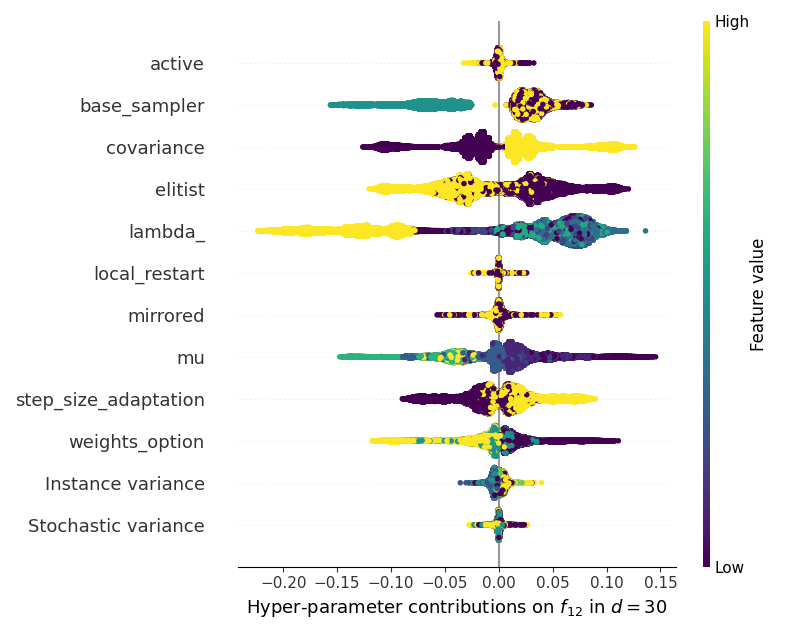 High
active
base_sampler
covariance
elitist
lambda_
local_restart
mirrored
mu
step_size_adaptation
weights_option
Instance variance
Stochastic variance
Feature value
Low
−0.20 −0.15 −0.10 −0.05 0.00 0.05 0.10 0.15
Hyper-parameter contributions on f12 in d = 30